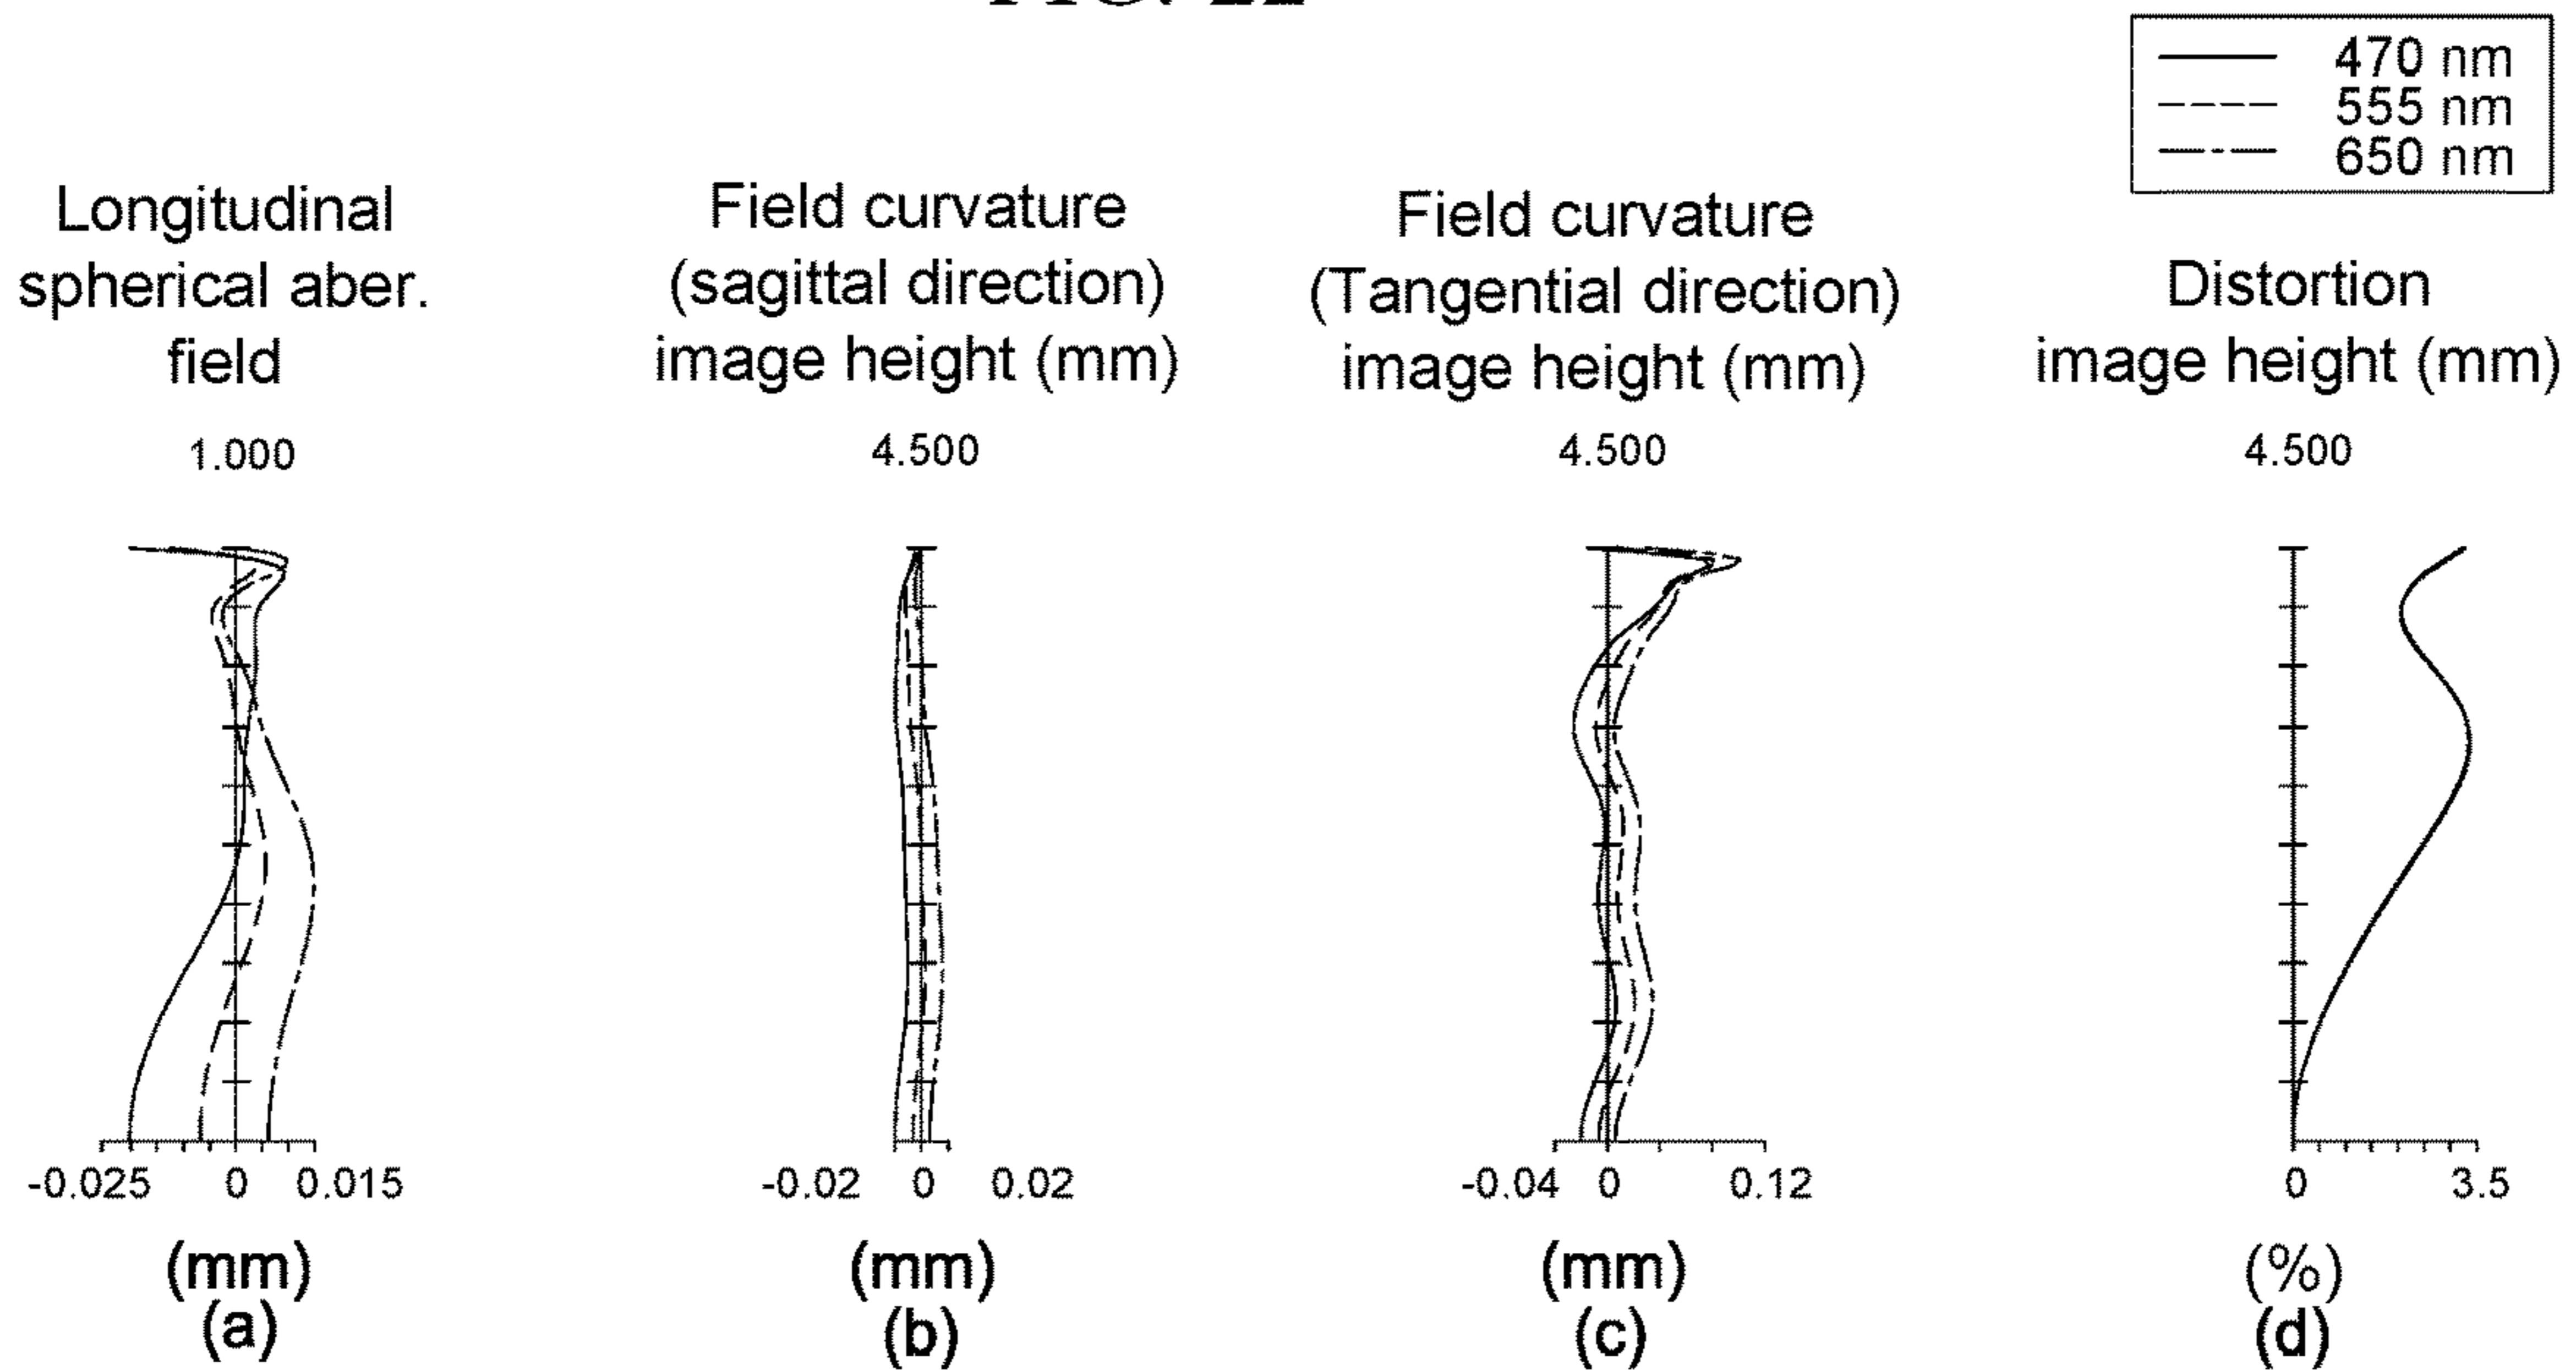 470 nm
555 nm
650 nm
Longitudinal
spherical aber.
field
1.000
Field curvature
(sagittal direction)
image height (mm)
4.500
Field curvature
(Tangential direction)
image height (mm)
4.500
Distortion
image height (mm)
4.500
-0.025 0 0.015
(mm)
(a)
-0.02 0 0.02
(mm)
(b)
-0.04 0 0.12
(mm)
(c)
0 3.5
(%)
(d)